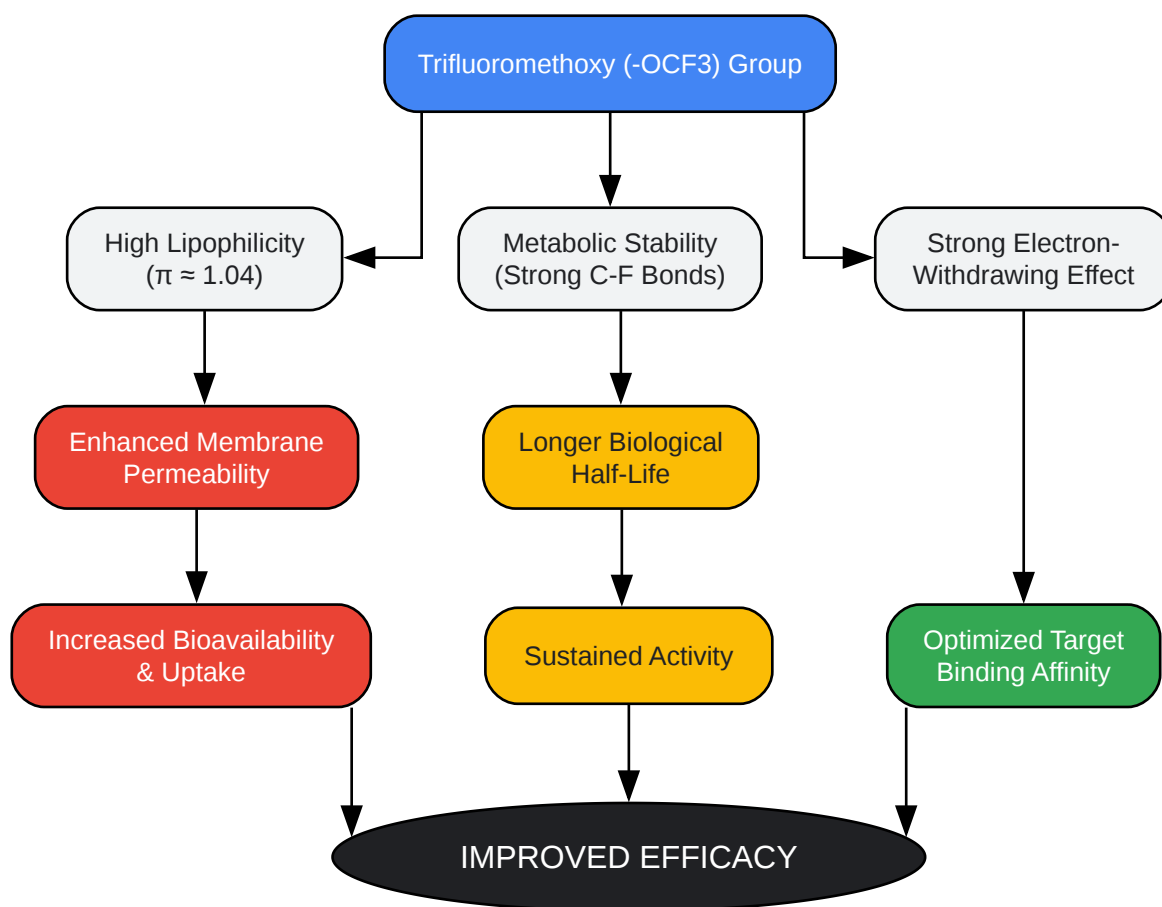 Trifluoromethoxy (-OCF3) Group
High Lipophilicity
(π ≈ 1.04)
Metabolic Stability
(Strong C-F Bonds)
Strong Electron-
Withdrawing Effect
Enhanced Membrane
Permeability
Longer Biological
Half-Life
Increased Bioavailability
& Uptake
Sustained Activity
Optimized Target
Binding Affinity
IMPROVED EFFICACY